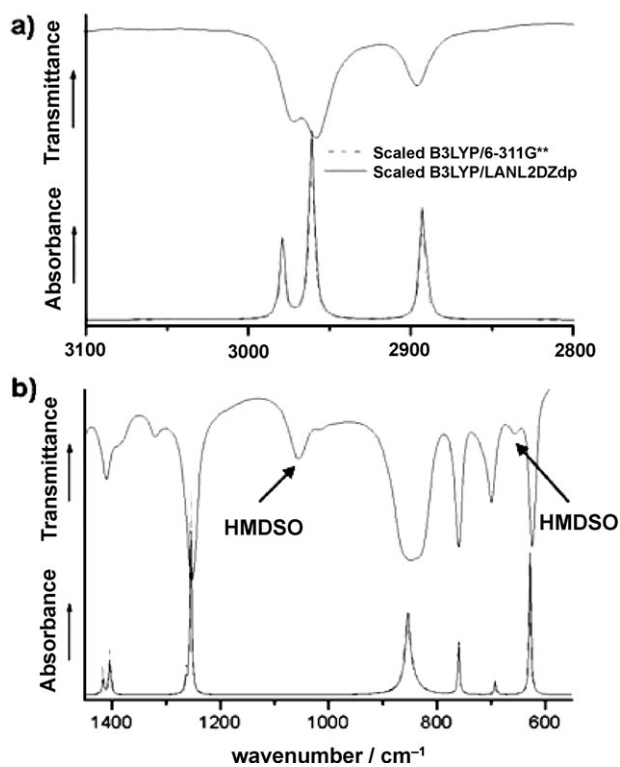 a)
Transmittance
Absorbance
Scaled B3LYP/6-311G**
Scaled B3LYP/LANL2DZdp
3100 3000 2900 2800
b)
Transmittance
Absorbance
HMDSO
HMDSO
1400 1200 1000 800 600
wavenumber / cm⁻¹